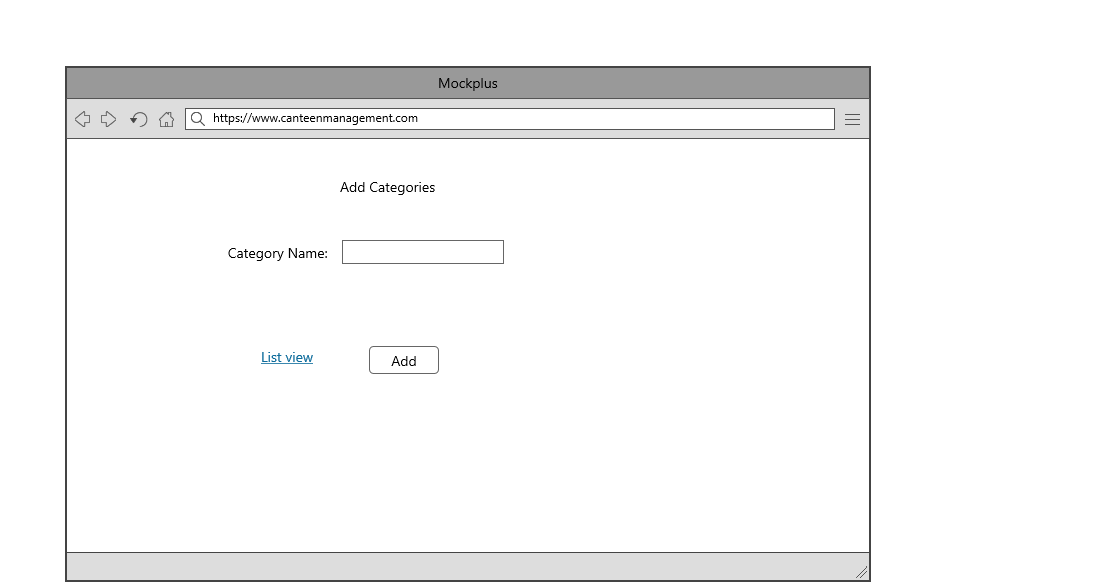 Mockplus
https://www.canteenmanagement.com
Add Categories
Category Name:
List view
Add